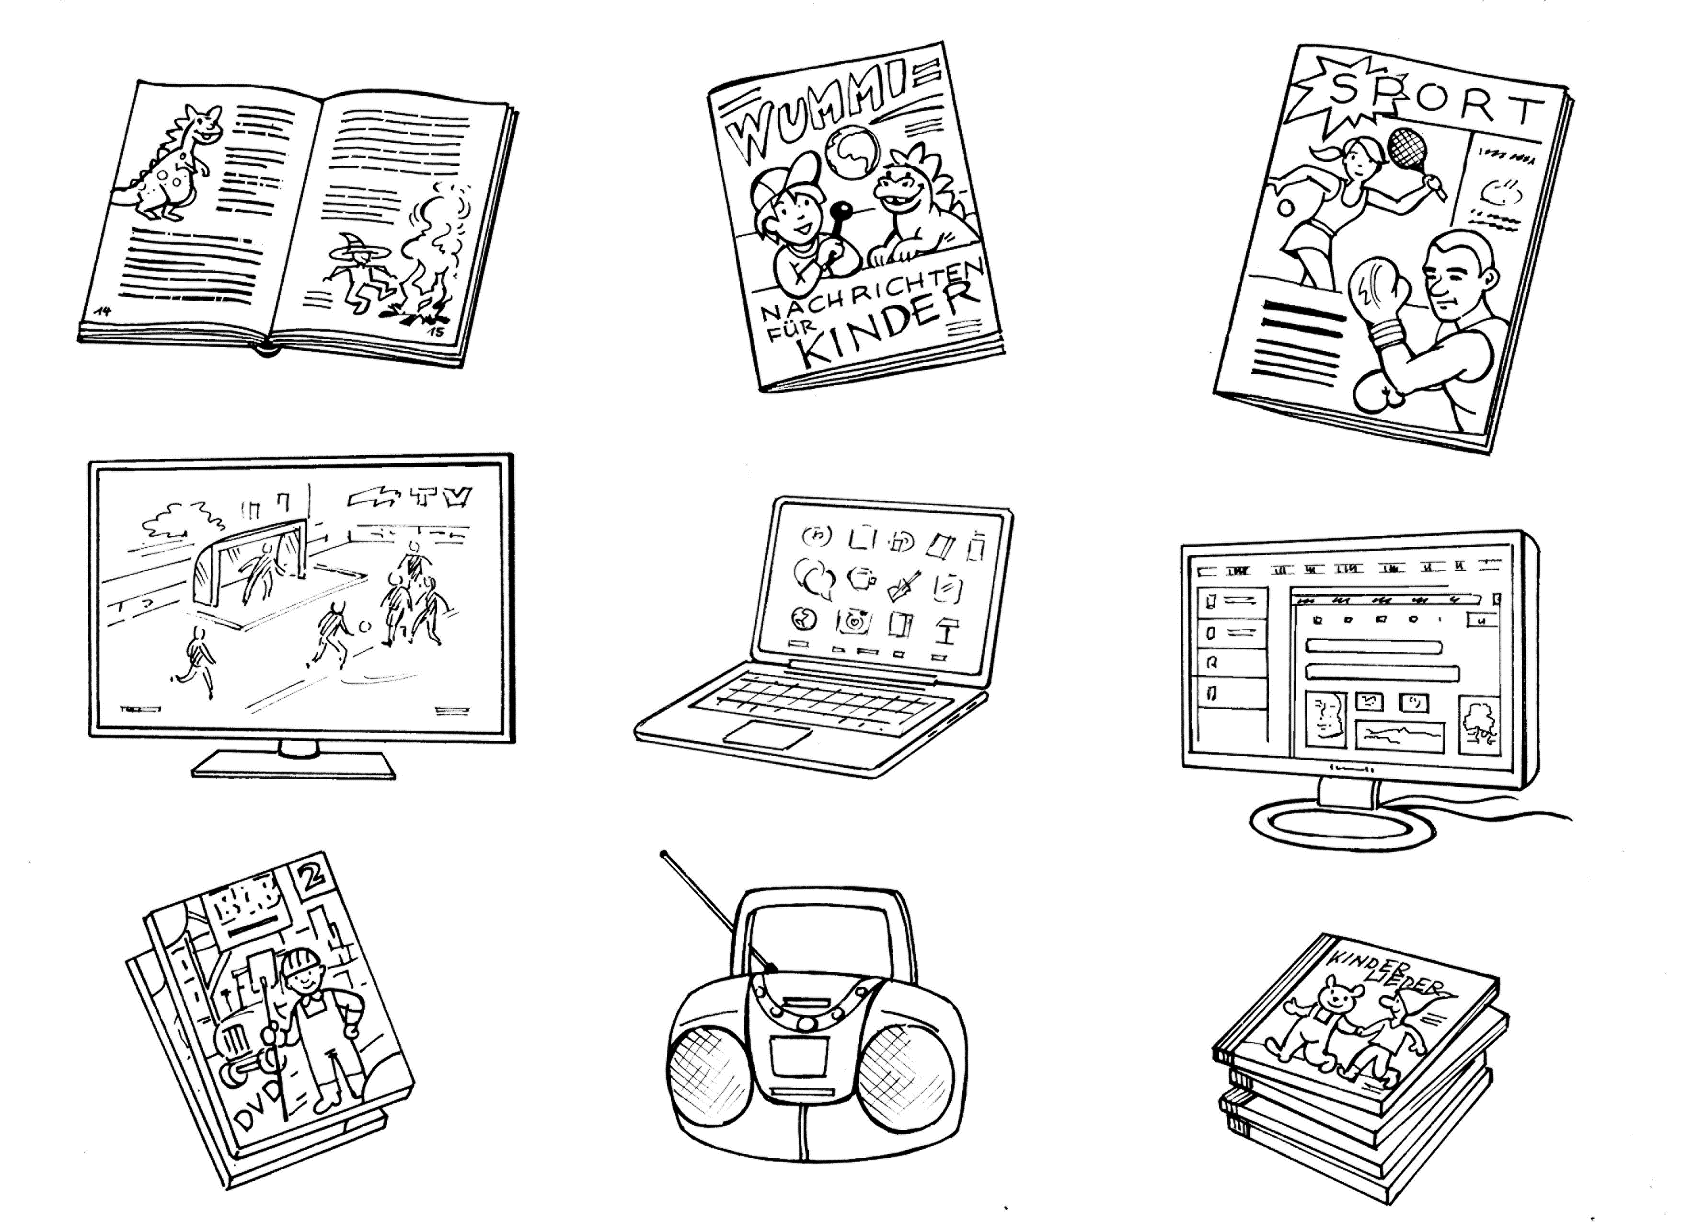 14
15
WUMMI
NACHRICHTEN
FÜR
KINDER
SPORT
TV
2
DVD
KINDER
LIEDER